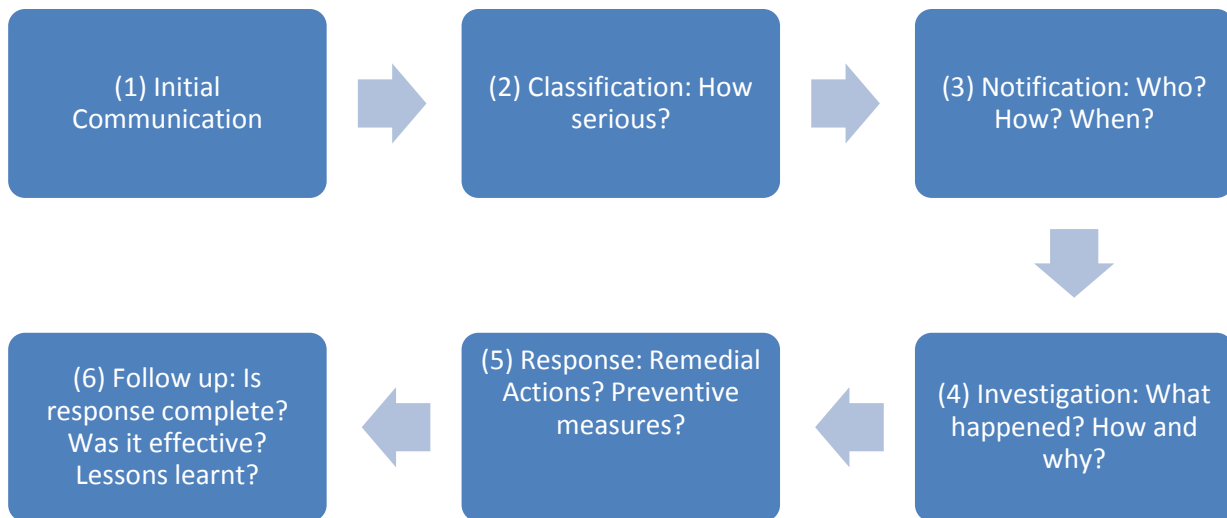 (1) Initial
Communication
(2) Classification: How
serious?
(3) Notification: Who?
How? When?
(4) Investigation: What
happened? How and
why?
(5) Response: Remedial
Actions? Preventive
measures?
(6) Follow up: Is
response complete?
Was it effective?
Lessons learnt?